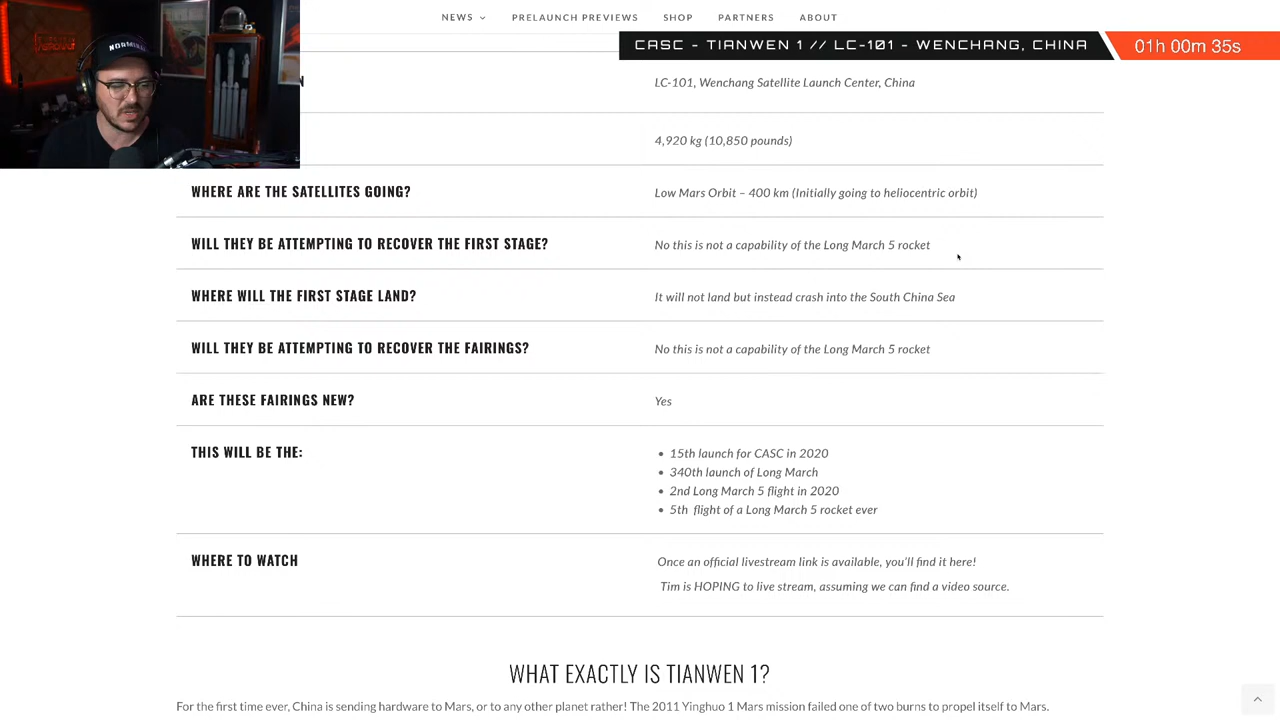 NEWS PRELAUNCH PREVIEWS SHOP PARTNERS ABOUT
CASC - TIANWEN 1 // LC-101 - WENCHANG, CHINA 01h 00m 35s
N LC-101, Wenchang Satellite Launch Center, China
4,920 kg (10,850 pounds)
WHERE ARE THE SATELLITES GOING? Low Mars Orbit – 400 km (Initially going to heliocentric orbit)
WILL THEY BE ATTEMPTING TO RECOVER THE FIRST STAGE? No this is not a capability of the Long March 5 rocket
WHERE WILL THE FIRST STAGE LAND? It will not land but instead crash into the South China Sea
WILL THEY BE ATTEMPTING TO RECOVER THE FAIRINGS? No this is not a capability of the Long March 5 rocket
ARE THESE FAIRINGS NEW? Yes
THIS WILL BE THE: • 15th launch for CASC in 2020
• 340th launch of Long March
• 2nd Long March 5 flight in 2020
• 5th flight of a Long March 5 rocket ever
WHERE TO WATCH Once an official livestream link is available, you'll find it here!
Tim is HOPING to live stream, assuming we can find a video source.
WHAT EXACTLY IS TIANWEN 1?
For the first time ever, China is sending hardware to Mars, or to any other planet rather! The 2011 Yinghuo 1 Mars mission failed one of two burns to propel itself to Mars.